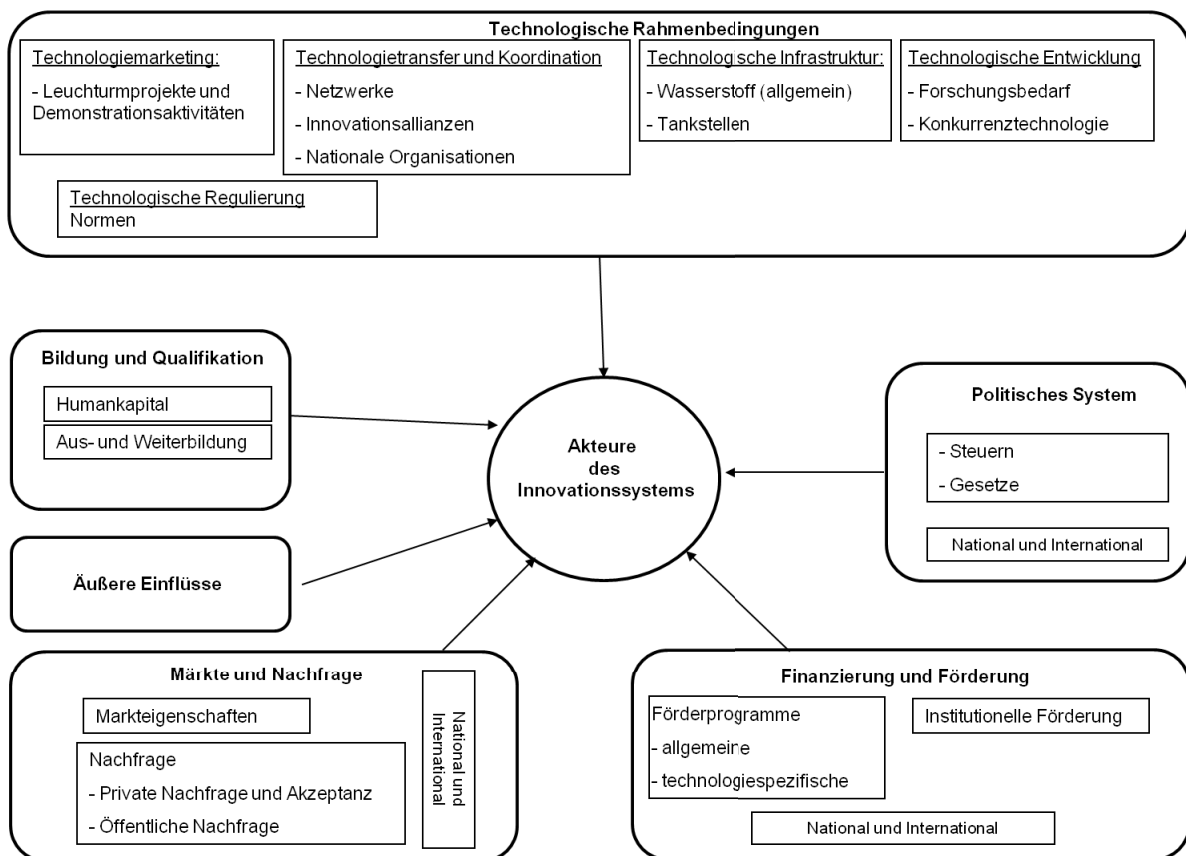 Technologische Rahmenbedingungen
Technologiemarketing:
- Leuchturmprojekte und
Demonstrationsaktivitäten
Technologietransfer und Koordination
- Netzwerke
- Innovationsallianzen
- Nationale Organisationen
Technologische Infrastruktur:
- Wasserstoff (allgemein)
- Tankstellen
Technologische Entwicklung
- Forschungsbedarf
- Konkurrenztechnologie
Technologische Regulierung
Normen
Bildung und Qualifikation
Humankapital
Aus- und Weiterbildung
Akteure
des
Innovationssystems
Politisches System
- Steuern
- Gesetze
National und International
Äußere Einflüsse
Märkte und Nachfrage
Markteigenschaften
Nachfrage
- Private Nachfrage und Akzeptanz
- Öffentliche Nachfrage
National und
International
Finanzierung und Förderung
Förderprogramme
- allgemeine
- technologiespezifische
Institutionelle Förderung
National und International